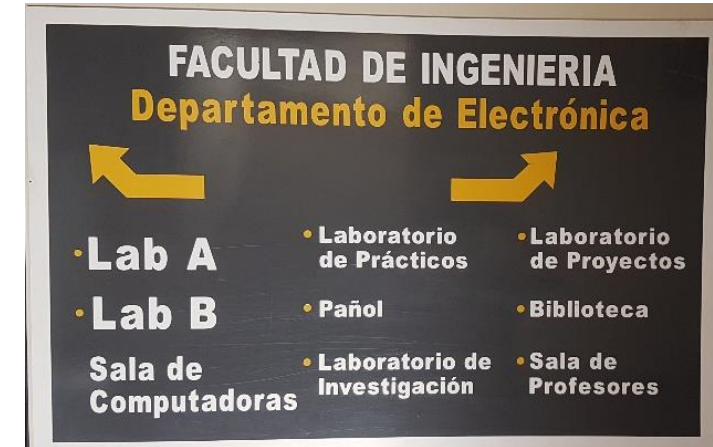 FACULTAD DE INGENIERIA
Departamento de Electrónica
• Lab A
• Lab B
Sala de
Computadoras
• Laboratorio
de Prácticos
• Pañol
• Laboratorio de
Investigación
• Laboratorio
de Proyectos
• Biblioteca
• Sala de
Profesores